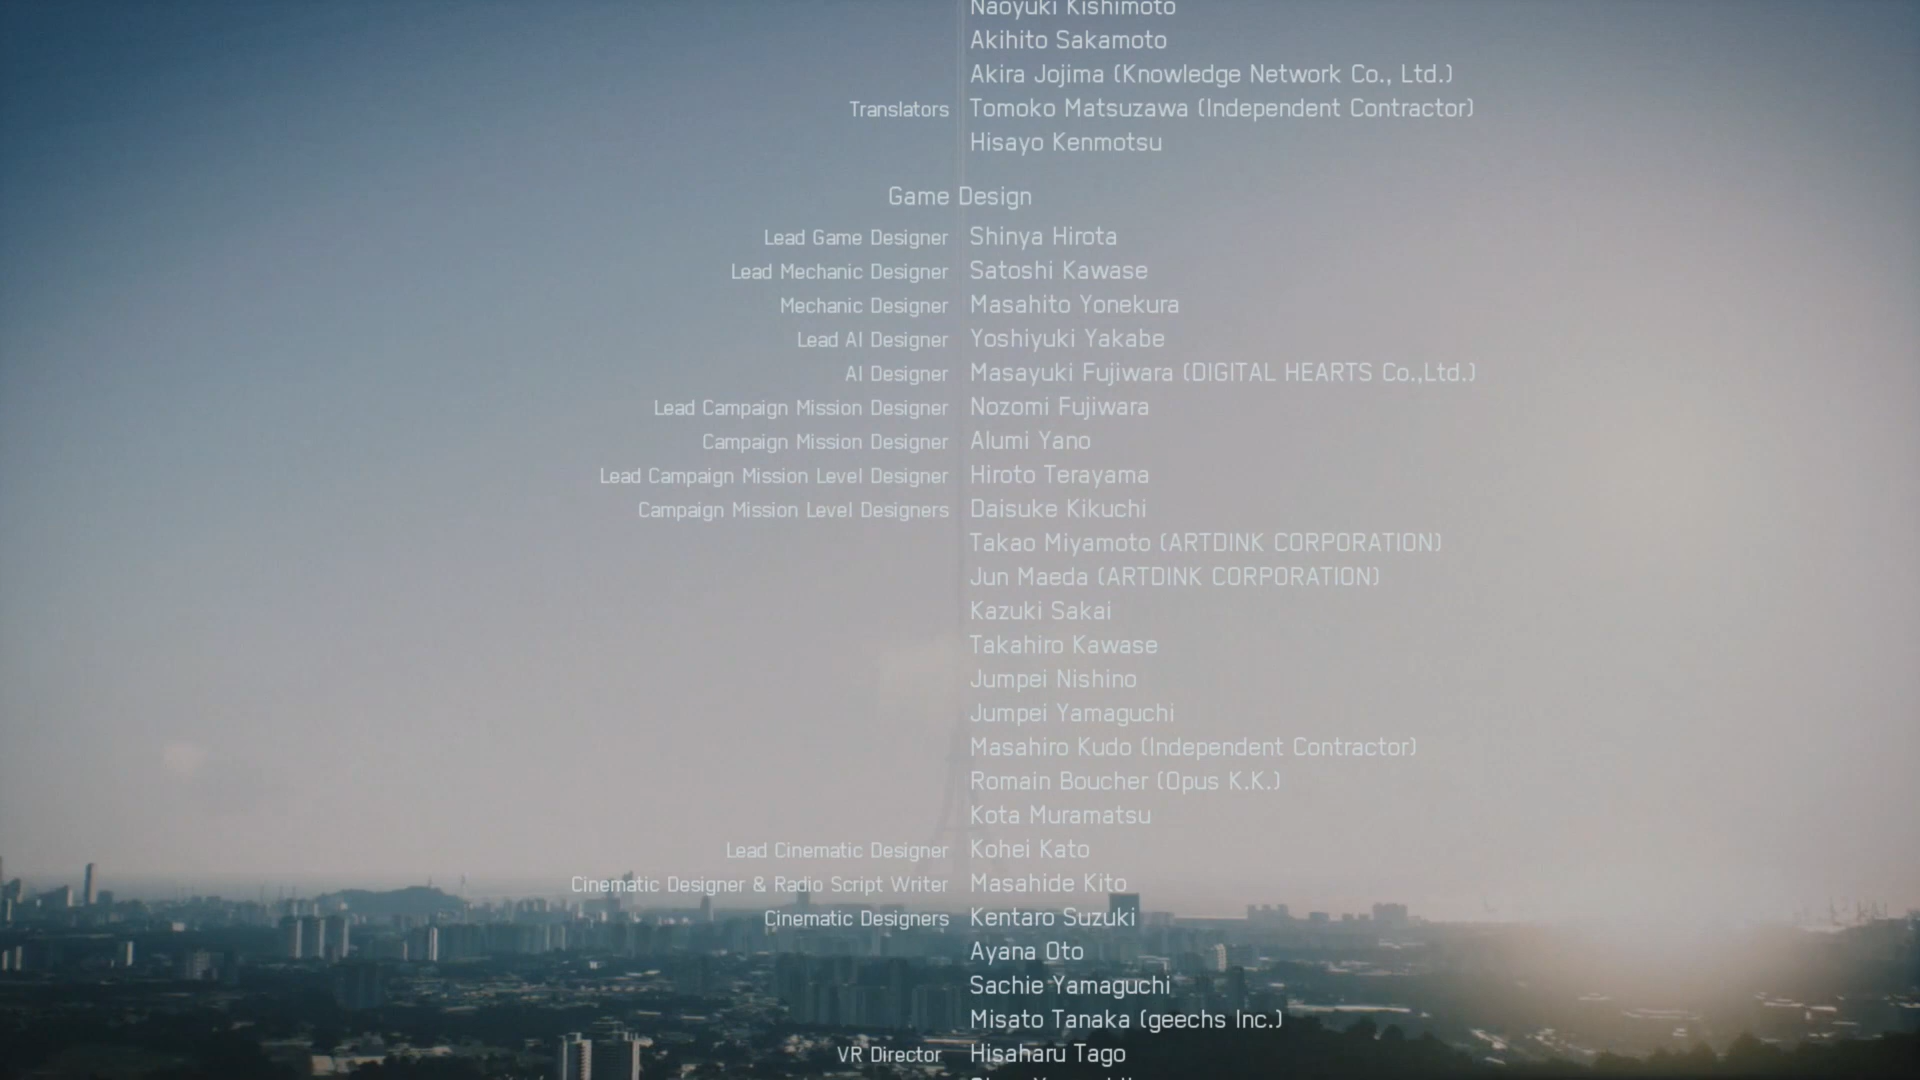 Naoyuki Kishimoto
Akihito Sakamoto
Akira Jojima (Knowledge Network Co., Ltd.)
Translators Tomoko Matsuzawa (Independent Contractor)
Hisayo Kenmotsu
Game Design
Lead Game Designer Shinya Hirota
Lead Mechanic Designer Satoshi Kawase
Mechanic Designer Masahito Yonekura
Lead AI Designer Yoshiyuki Yakabe
AI Designer Masayuki Fujiwara (DIGITAL HEARTS Co.,Ltd.)
Lead Campaign Mission Designer Nozomi Fujiwara
Campaign Mission Designer Alumi Yano
Lead Campaign Mission Level Designer Hiroto Terayama
Campaign Mission Level Designers Daisuke Kikuchi
Takao Miyamoto (ARTDINK CORPORATION)
Jun Maeda (ARTDINK CORPORATION)
Kazuki Sakai
Takahiro Kawase
Jumpei Nishino
Jumpei Yamaguchi
Masahiro Kudo (Independent Contractor)
Romain Boucher (Opus K.K.)
Kota Muramatsu
Lead Cinematic Designer Kohei Kato
Cinematic Designer & Radio Script Writer Masahide Kito
Cinematic Designers Kentaro Suzuki
Ayana Oto
Sachie Yamaguchi
Misato Tanaka (geechs Inc.)
VR Director Hisaharu Tago